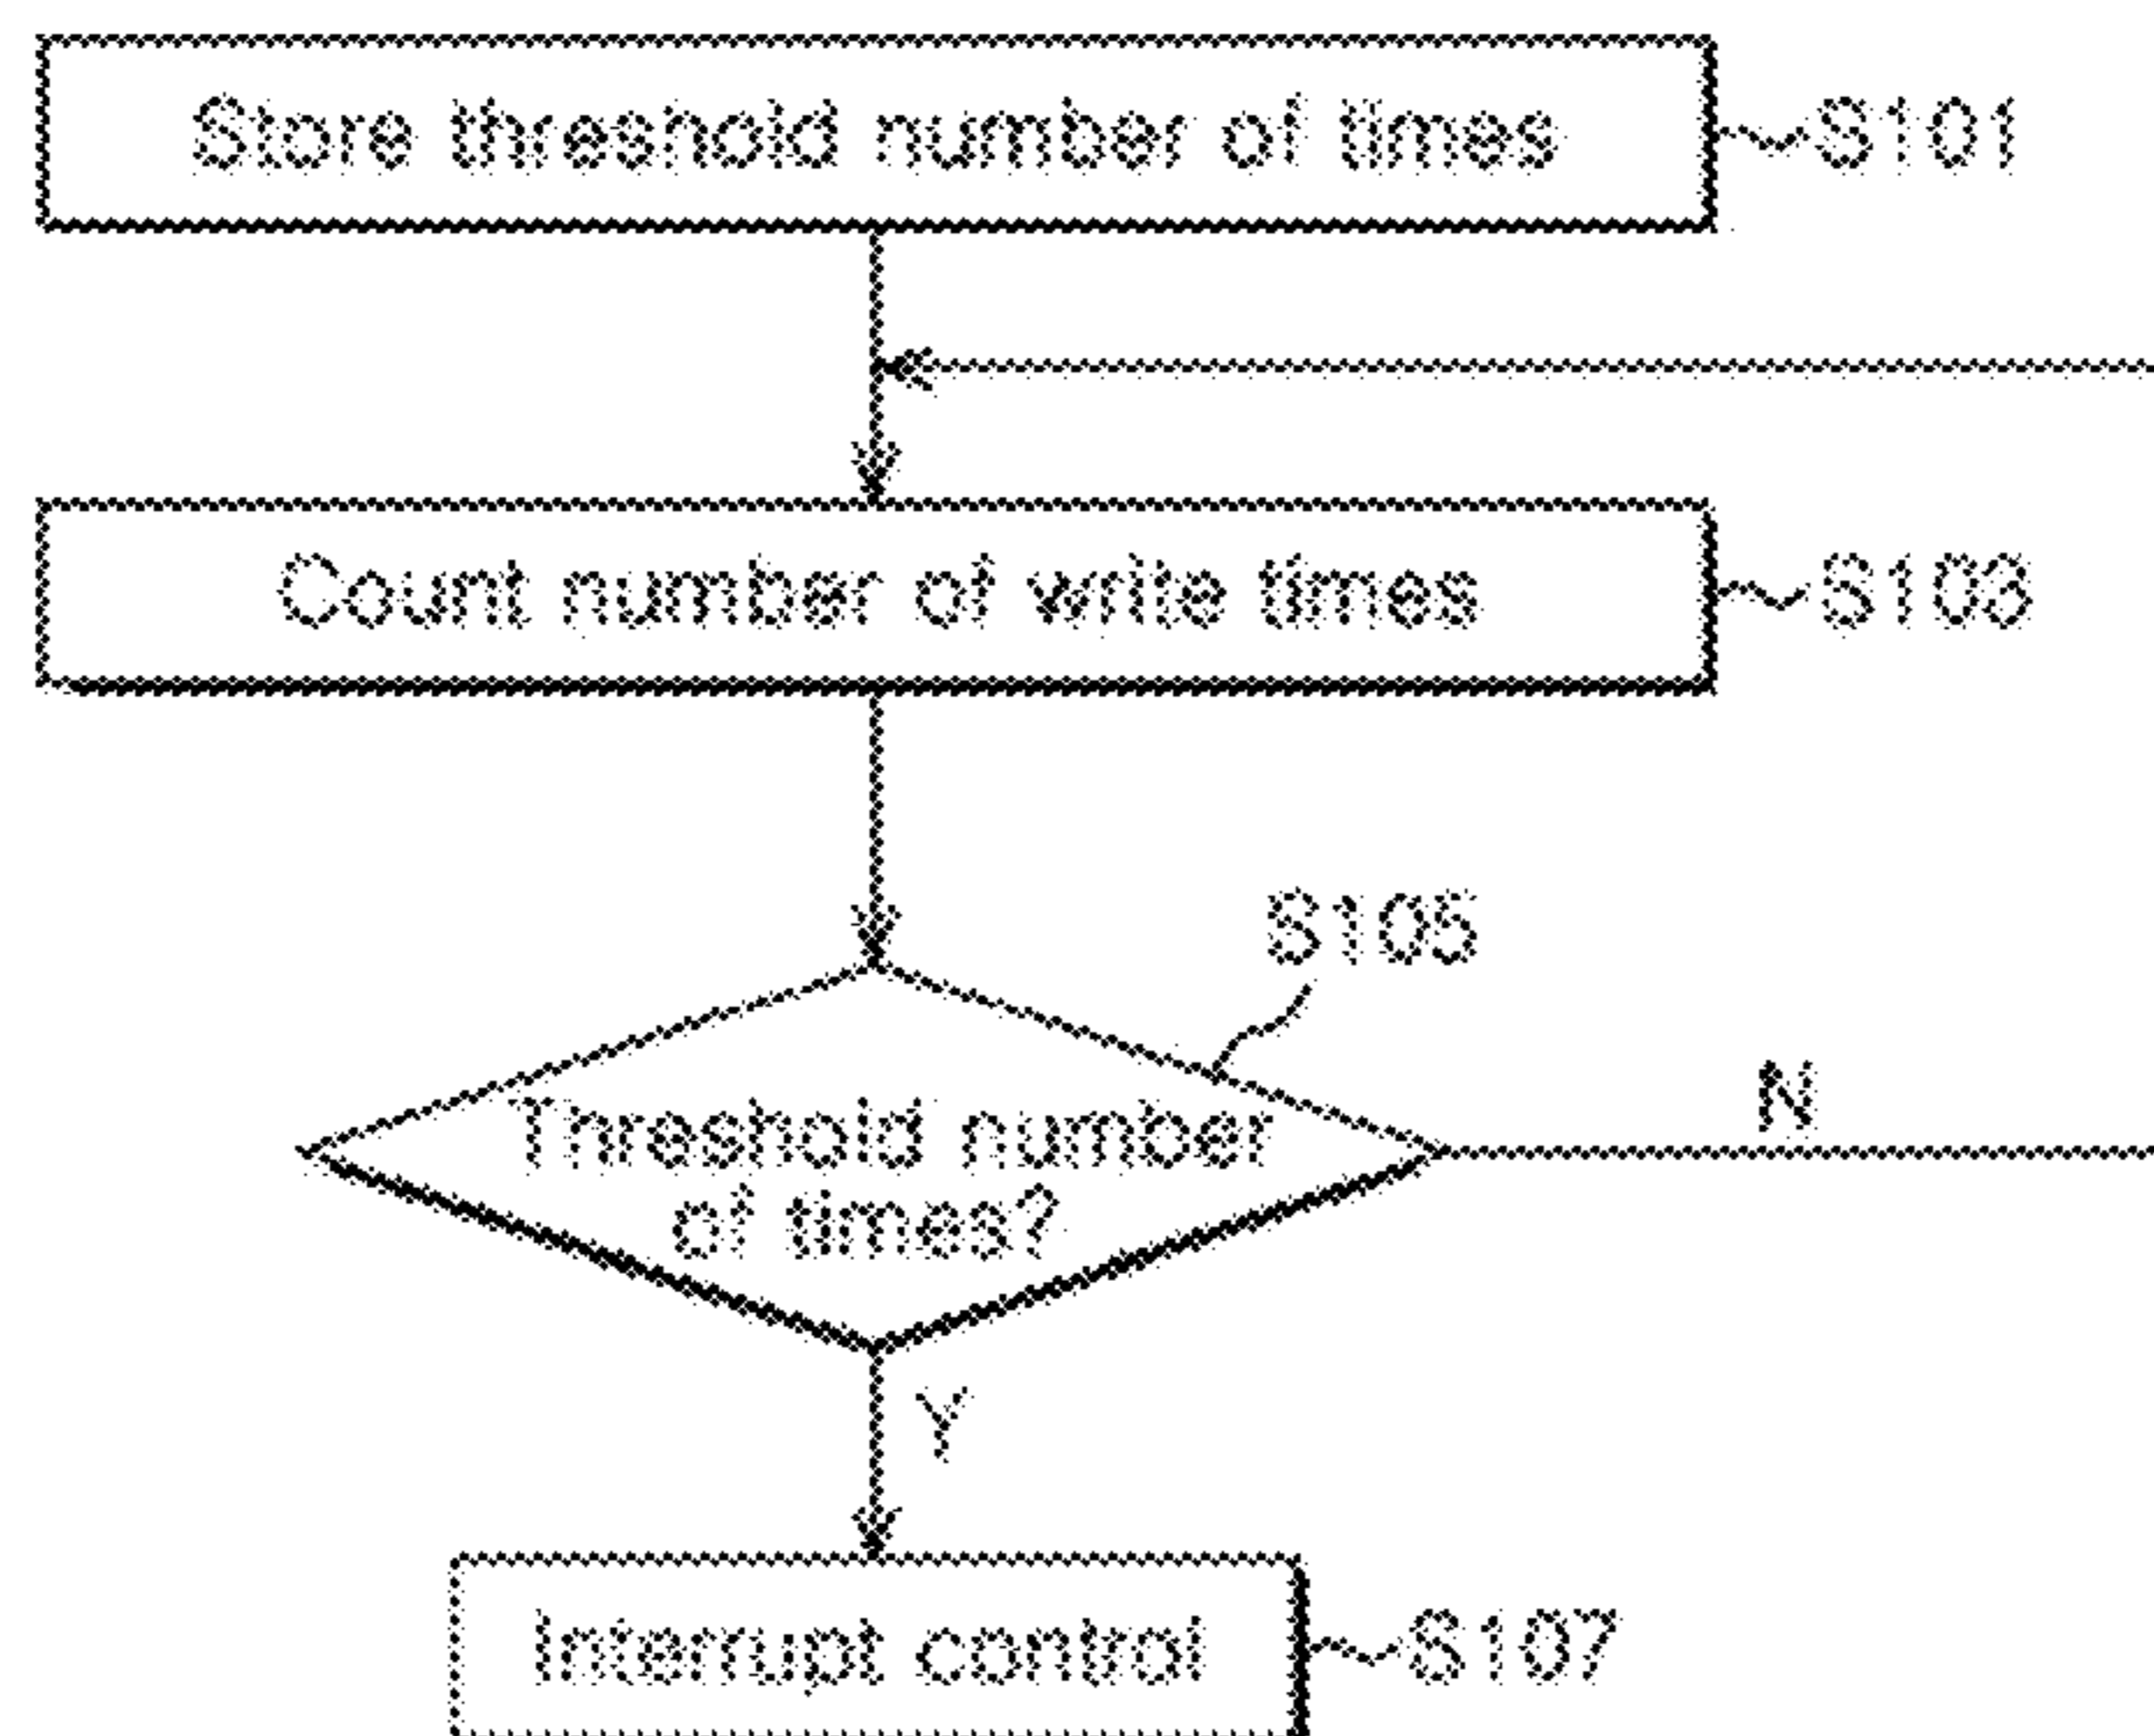 Store threshold number of times S101
Count number of write times S103
S105
Threshold number
of times?
N
Y
Interrupt control S107